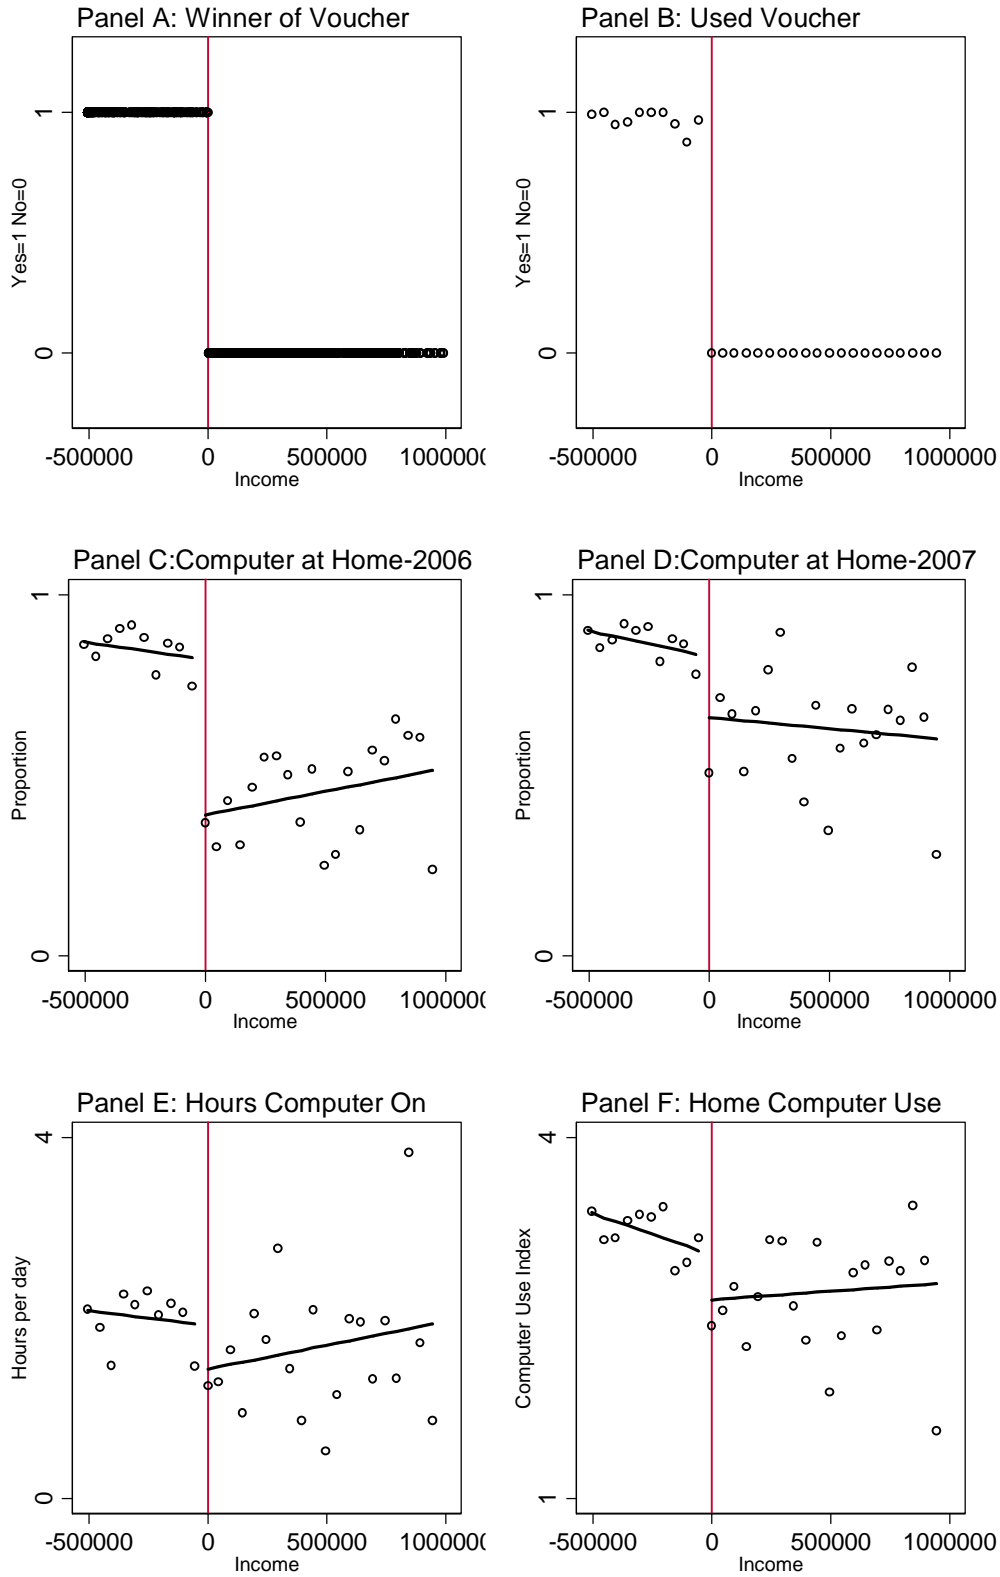 Panel A: Winner of Voucher
Yes=1 No=0
1
0
-500000 0 500000 1000000
Income
Panel B: Used Voucher
Yes=1 No=0
1
0
-500000 0 500000 1000000
Income
Panel C:Computer at Home-2006
Proportion
1
0
-500000 0 500000 1000000
Income
Panel D:Computer at Home-2007
Proportion
1
0
-500000 0 500000 1000000
Income
Panel E: Hours Computer On
Hours per day
4
0
-500000 0 500000 1000000
Income
Panel F: Home Computer Use
Computer Use Index
4
1
-500000 0 500000 1000000
Income